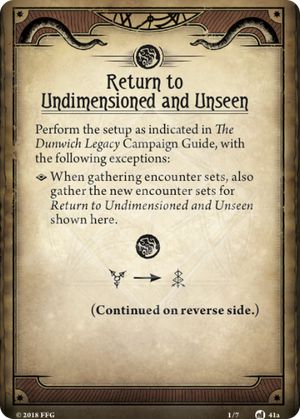 Return to
Undimensioned and Unseen
Perform the setup as indicated in The
Dunwich Legacy Campaign Guide, with
the following exceptions:
When gathering encounter sets, also
gather the new encounter sets for
Return to Undimensioned and Unseen
shown here.
(Continued on reverse side.)
© 2018 FFG 1/7 41a